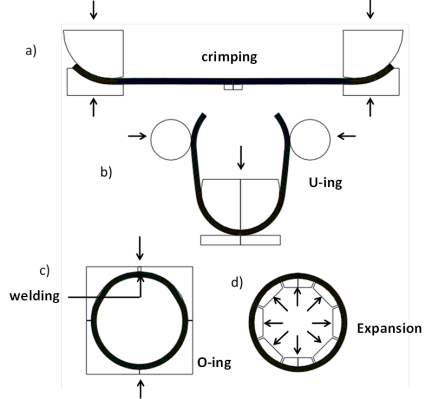 a)
crimping
b)
U-ing
c)
d)
welding
Expansion
O-ing